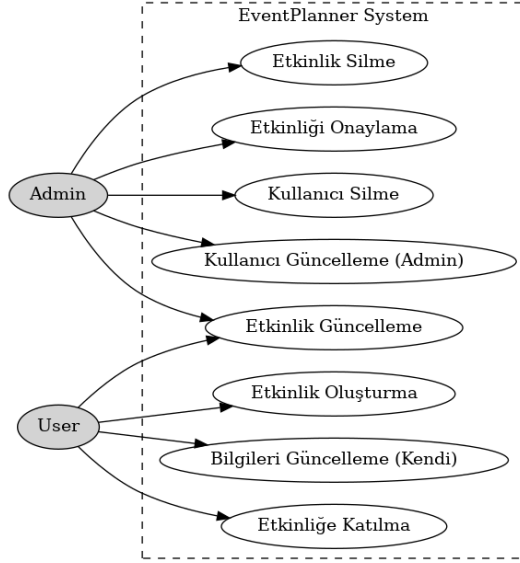 EventPlanner System
Etkinlik Silme
Etkinliği Onaylama
Admin
Kullanıcı Silme
Kullanıcı Güncelleme (Admin)
Etkinlik Güncelleme
Etkinlik Oluşturma
User
Bilgileri Güncelleme (Kendi)
Etkinliğe Katılma